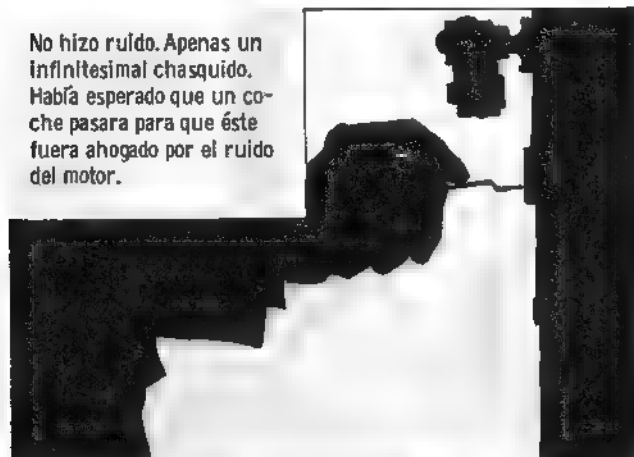 No hizo ruido. Apenas un
infinitesimal chasquido.
Había esperado que un co-
che pasara para que éste
fuera ahogado por el ruido
del motor.